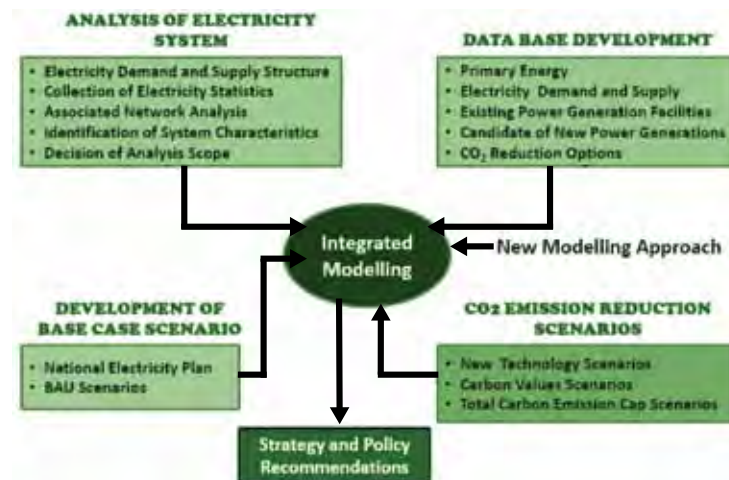 ANALYSIS OF ELECTRICITY
SYSTEM
• Electricity Demand and Supply Structure
• Collection of Electricity Statistics
• Associated Network Analysis
• Identification of System Characteristics
• Decision of Analysis Scope
DATA BASE DEVELOPMENT
• Primary Energy
• Electricity Demand and Supply
• Existing Power Generation Facilities
• Candidate of New Power Generations
• CO₂ Reduction Options
Integrated
Modelling
New Modelling Approach
DEVELOPMENT OF
BASE CASE SCENARIO
• National Electricity Plan
• BAU Scenarios
CO2 EMISSION REDUCTION
SCENARIOS
• New Technology Scenarios
• Carbon Values Scenarios
• Total Carbon Emission Cap Scenarios
Strategy and Policy
Recommendations